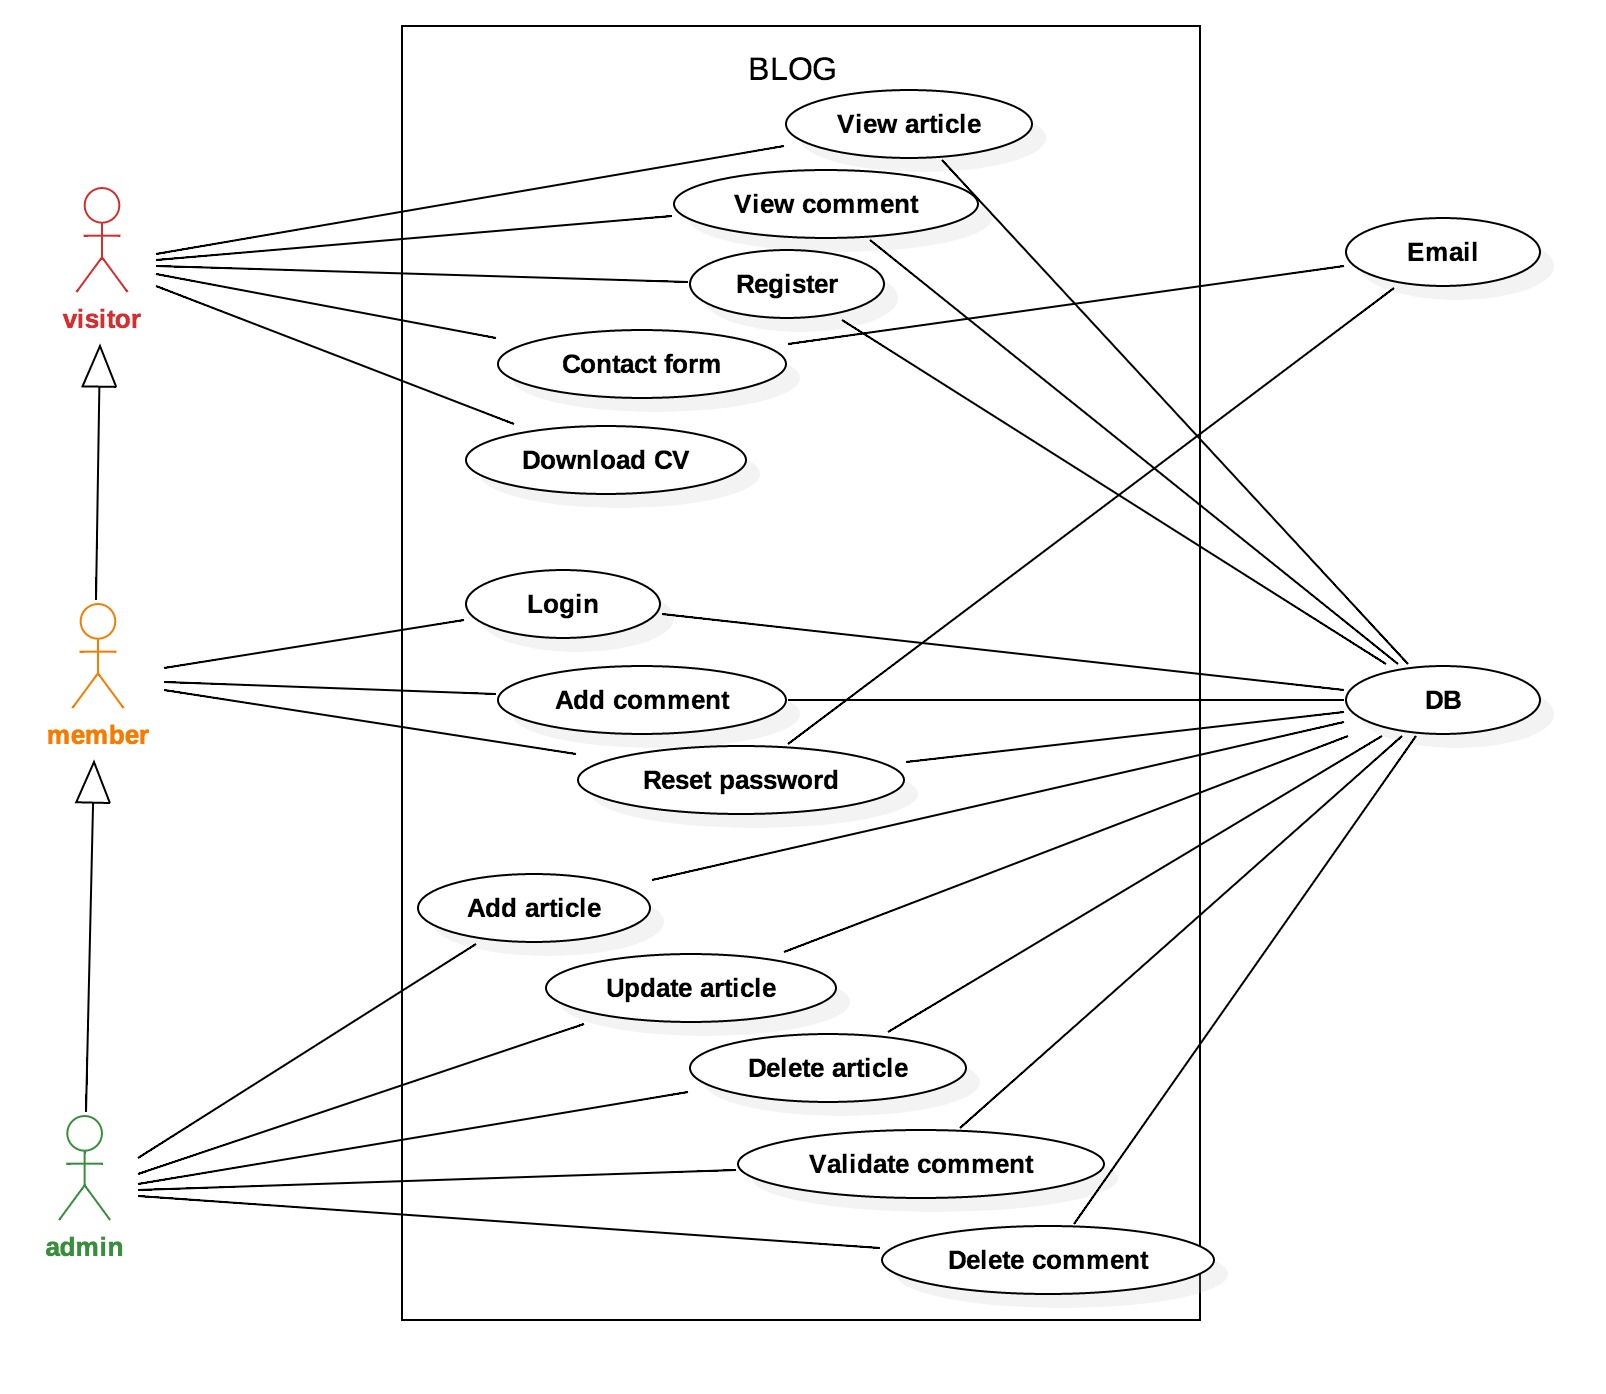 BLOG
View article
View comment
Register
Contact form
Download CV
Login
Add comment
Reset password
Add article
Update article
Delete article
Validate comment
Delete comment
visitor
member
admin
Email
DB